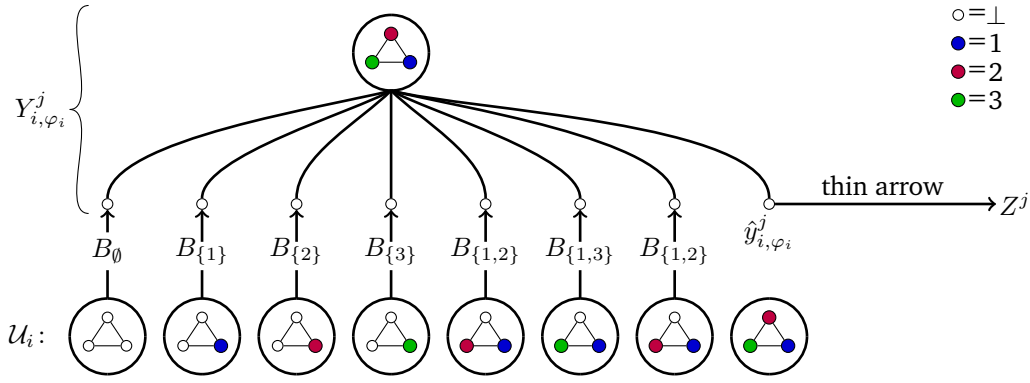 =⊥
=1
=2
=3
Y^j_{i,φ_i}
thin arrow
Z^j
ŷ^j_{i,φ_i}
B_∅ B_{1} B_{2} B_{3} B_{1,2} B_{1,3} B_{1,2}
𝒰_i: